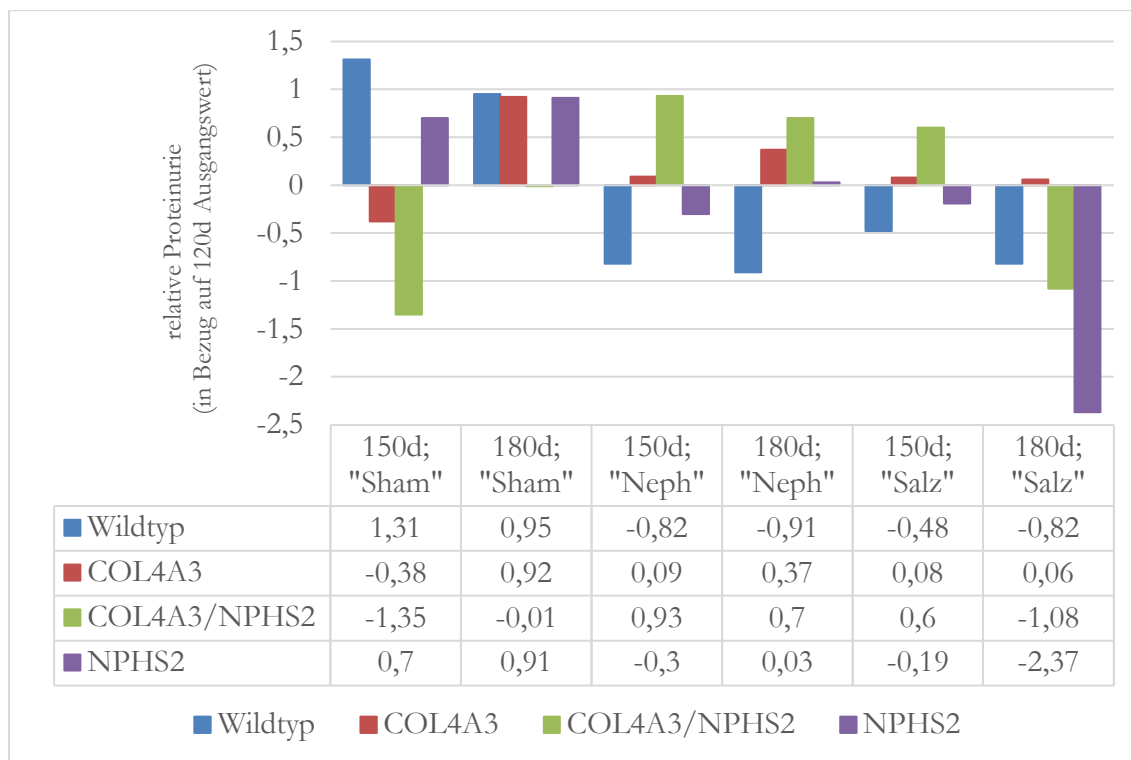 relative Proteinurie
(in Bezug auf 120d Ausgangswert)
1,5
1
0,5
0
-0,5
-1
-1,5
-2
-2,5
150d; "Sham" 180d; "Sham" 150d; "Neph" 180d; "Neph" 150d; "Salz" 180d; "Salz"
Wildtyp 1,31 0,95 -0,82 -0,91 -0,48 -0,82
COL4A3 -0,38 0,92 0,09 0,37 0,08 0,06
COL4A3/NPHS2 -1,35 -0,01 0,93 0,7 0,6 -1,08
NPHS2 0,7 0,91 -0,3 0,03 -0,19 -2,37
Wildtyp COL4A3 COL4A3/NPHS2 NPHS2